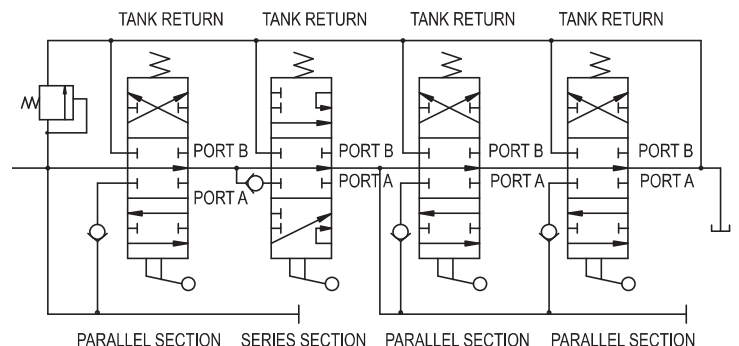 TANK RETURN TANK RETURN TANK RETURN TANK RETURN
PORT B PORT B PORT B PORT B
PORT A PORT A PORT A PORT A
PARALLEL SECTION SERIES SECTION PARALLEL SECTION PARALLEL SECTION